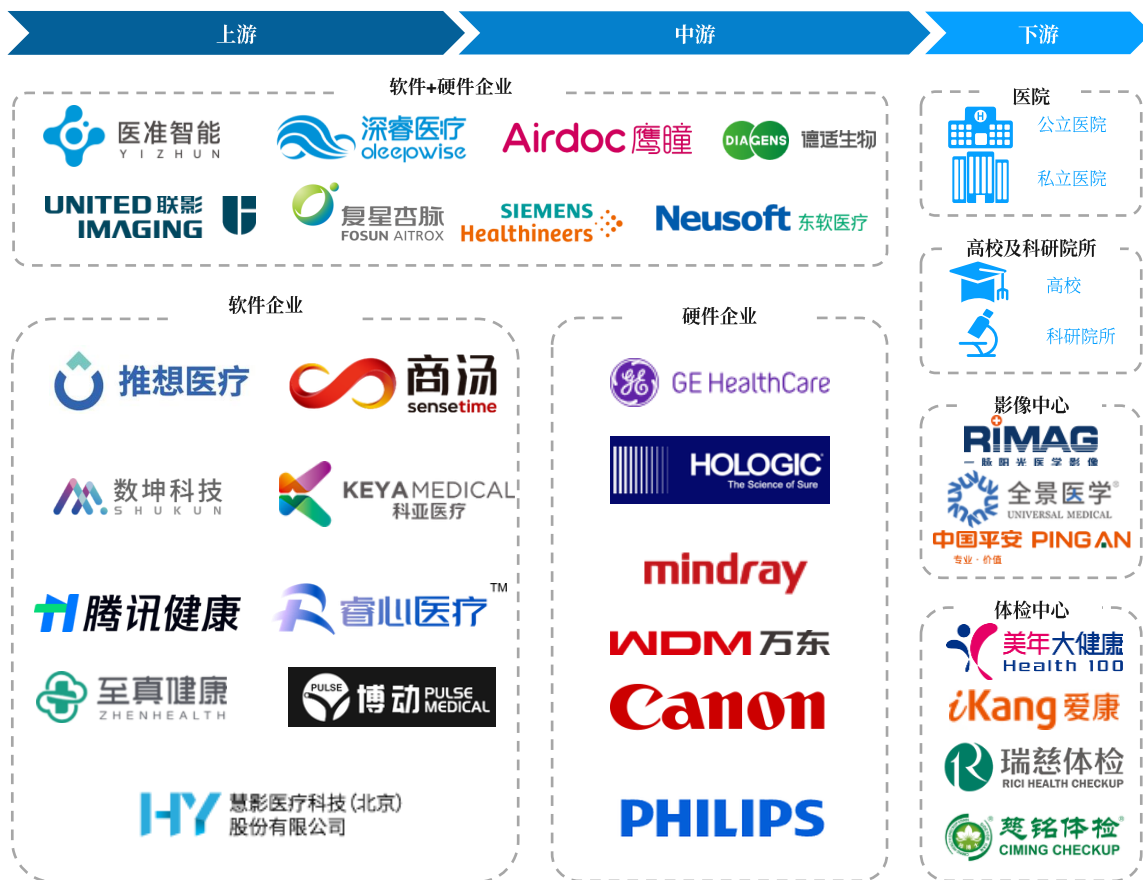 上游
中游
下游
软件+硬件企业
医准智能
YIZHUN
深睿医疗
deepwise
Airdoc 鹰瞳
DIAGENS 德适生物
UNITED 联影
IMAGING
复星杏脉
FOSUN AITROX
SIEMENS
Healthineers
Neusoft 东软医疗
软件企业
推想医疗
商汤
sensetime
数坤科技
SHUKUN
KEYA MEDICAL
科亚医疗
腾讯健康
睿心医疗 TM
至真健康
ZHENHEALTH
PULSE 博动 PULSE
MEDICAL
HY 慧影医疗科技(北京)
股份有限公司
硬件企业
GE HealthCare
HOLOGIC®
The Science of Sure
mindray
WDM 万东
Canon
PHILIPS
医院
H
公立医院
私立医院
高校及科研院所
高校
科研院所
影像中心
RIMAG
一脉阳光医学影像
全景医学®
UNIVERSAL MEDICAL
中国平安 PING AN
专业·价值
体检中心
美年大健康
Health 100
iKang 爱康
瑞慈体检
RICI HEALTH CHECKUP
慈铭体检®
CIMING CHECKUP